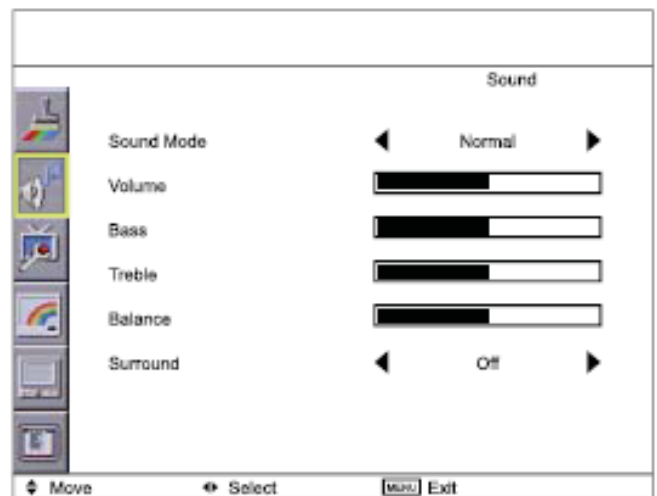 Sound
Sound Mode Normal
Volume
Bass
Treble
Balance
Surround Off
Move Select MENU Exit